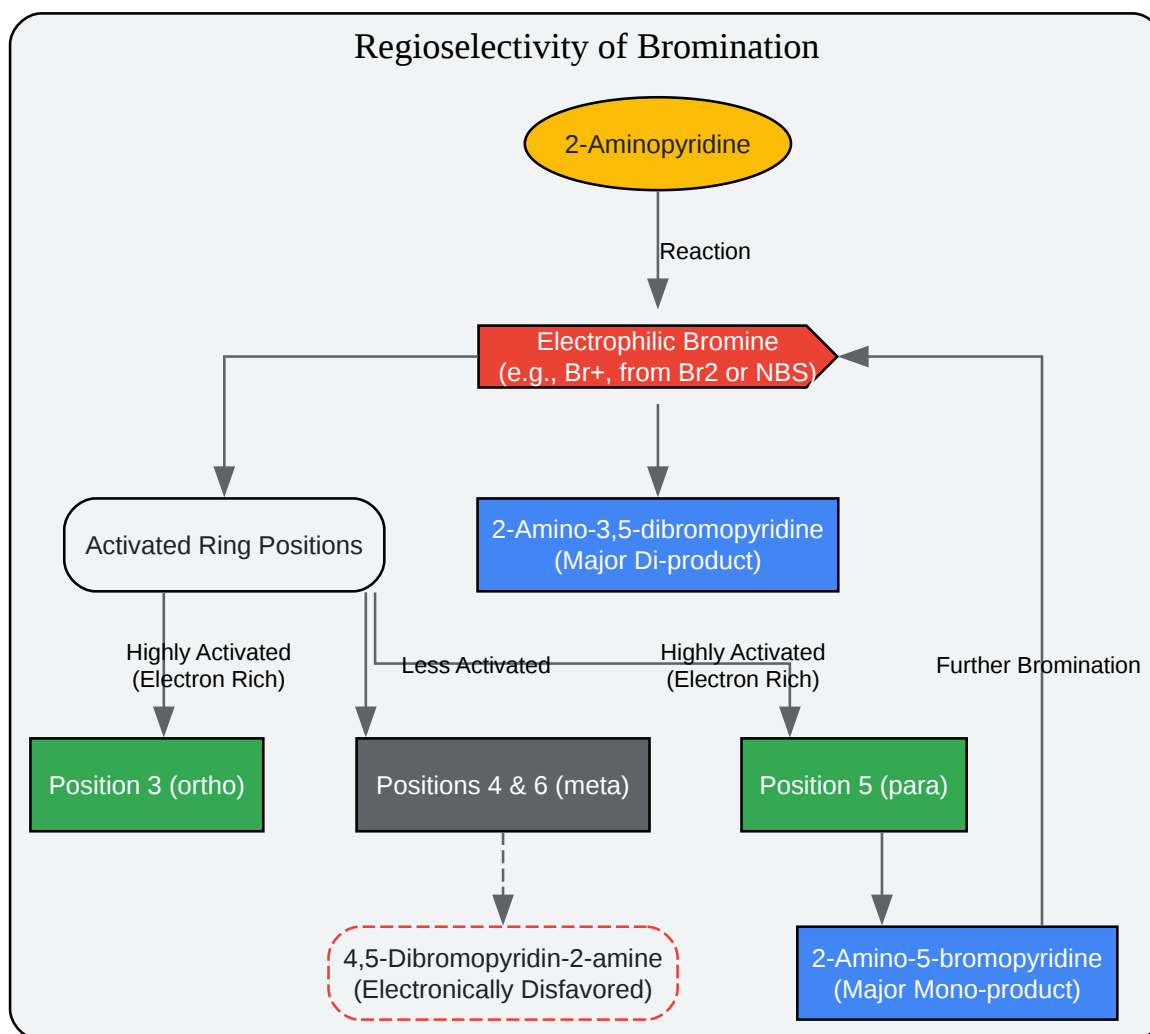 Regioselectivity of Bromination
2-Aminopyridine
Reaction
Electrophilic Bromine
(e.g., Br+, from Br2 or NBS)
Activated Ring Positions
2-Amino-3,5-dibromopyridine
(Major Di-product)
Highly Activated
(Electron Rich)
Less Activated
Highly Activated
(Electron Rich)
Further Bromination
Position 3 (ortho)
Positions 4 & 6 (meta)
Position 5 (para)
4,5-Dibromopyridin-2-amine
(Electronically Disfavored)
2-Amino-5-bromopyridine
(Major Mono-product)